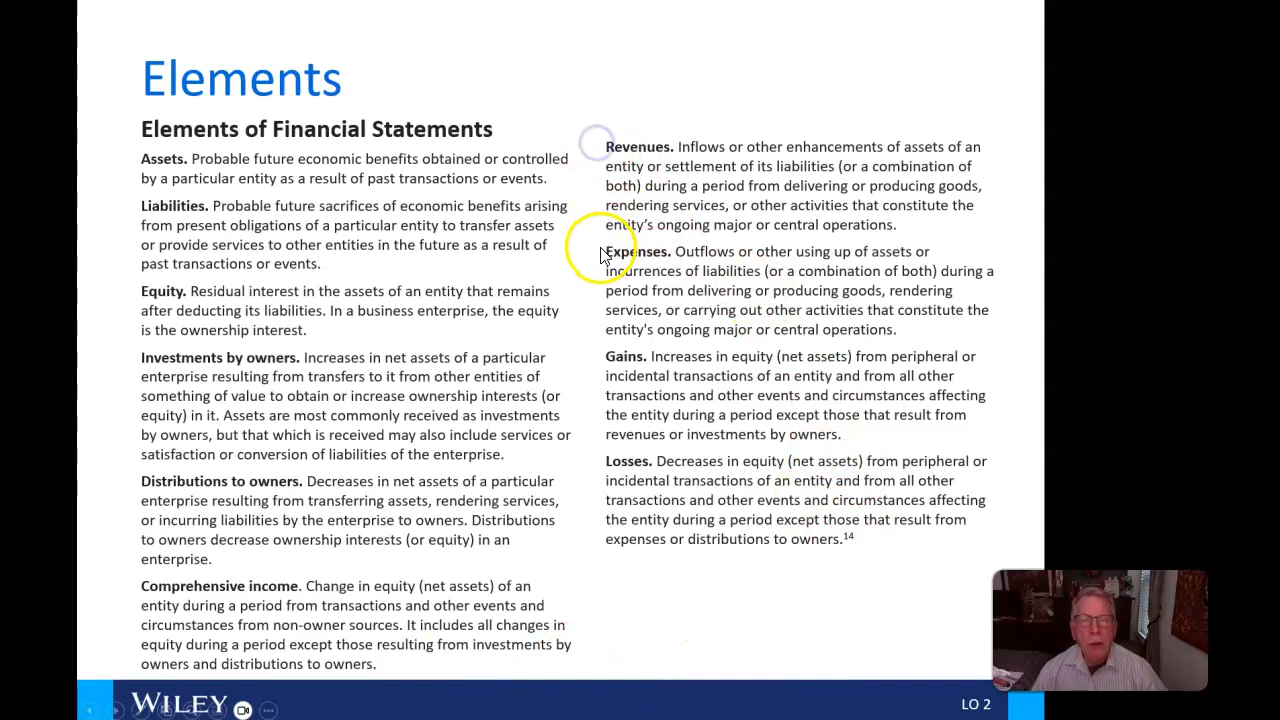 Elements
Elements of Financial Statements
Assets. Probable future economic benefits obtained or controlled
by a particular entity as a result of past transactions or events.
Liabilities. Probable future sacrifices of economic benefits arising
from present obligations of a particular entity to transfer assets
or provide services to other entities in the future as a result of
past transactions or events.
Equity. Residual interest in the assets of an entity that remains
after deducting its liabilities. In a business enterprise, the equity
is the ownership interest.
Investments by owners. Increases in net assets of a particular
enterprise resulting from transfers to it from other entities of
something of value to obtain or increase ownership interests (or
equity) in it. Assets are most commonly received as investments
by owners, but that which is received may also include services or
satisfaction or conversion of liabilities of the enterprise.
Distributions to owners. Decreases in net assets of a particular
enterprise resulting from transferring assets, rendering services,
or incurring liabilities by the enterprise to owners. Distributions
to owners decrease ownership interests (or equity) in an
enterprise.
Comprehensive income. Change in equity (net assets) of an
entity during a period from transactions and other events and
circumstances from non-owner sources. It includes all changes in
equity during a period except those resulting from investments by
owners and distributions to owners.
Revenues. Inflows or other enhancements of assets of an
entity or settlement of its liabilities (or a combination of
both) during a period from delivering or producing goods,
rendering services, or other activities that constitute the
entity’s ongoing major or central operations.
Expenses. Outflows or other using up of assets or
incurrences of liabilities (or a combination of both) during a
period from delivering or producing goods, rendering
services, or carrying out other activities that constitute the
entity's ongoing major or central operations.
Gains. Increases in equity (net assets) from peripheral or
incidental transactions of an entity and from all other
transactions and other events and circumstances affecting
the entity during a period except those that result from
revenues or investments by owners.
Losses. Decreases in equity (net assets) from peripheral or
incidental transactions of an entity and from all other
transactions and other events and circumstances affecting
the entity during a period except those that result from
expenses or distributions to owners.¹⁴
WILEY
LO 2